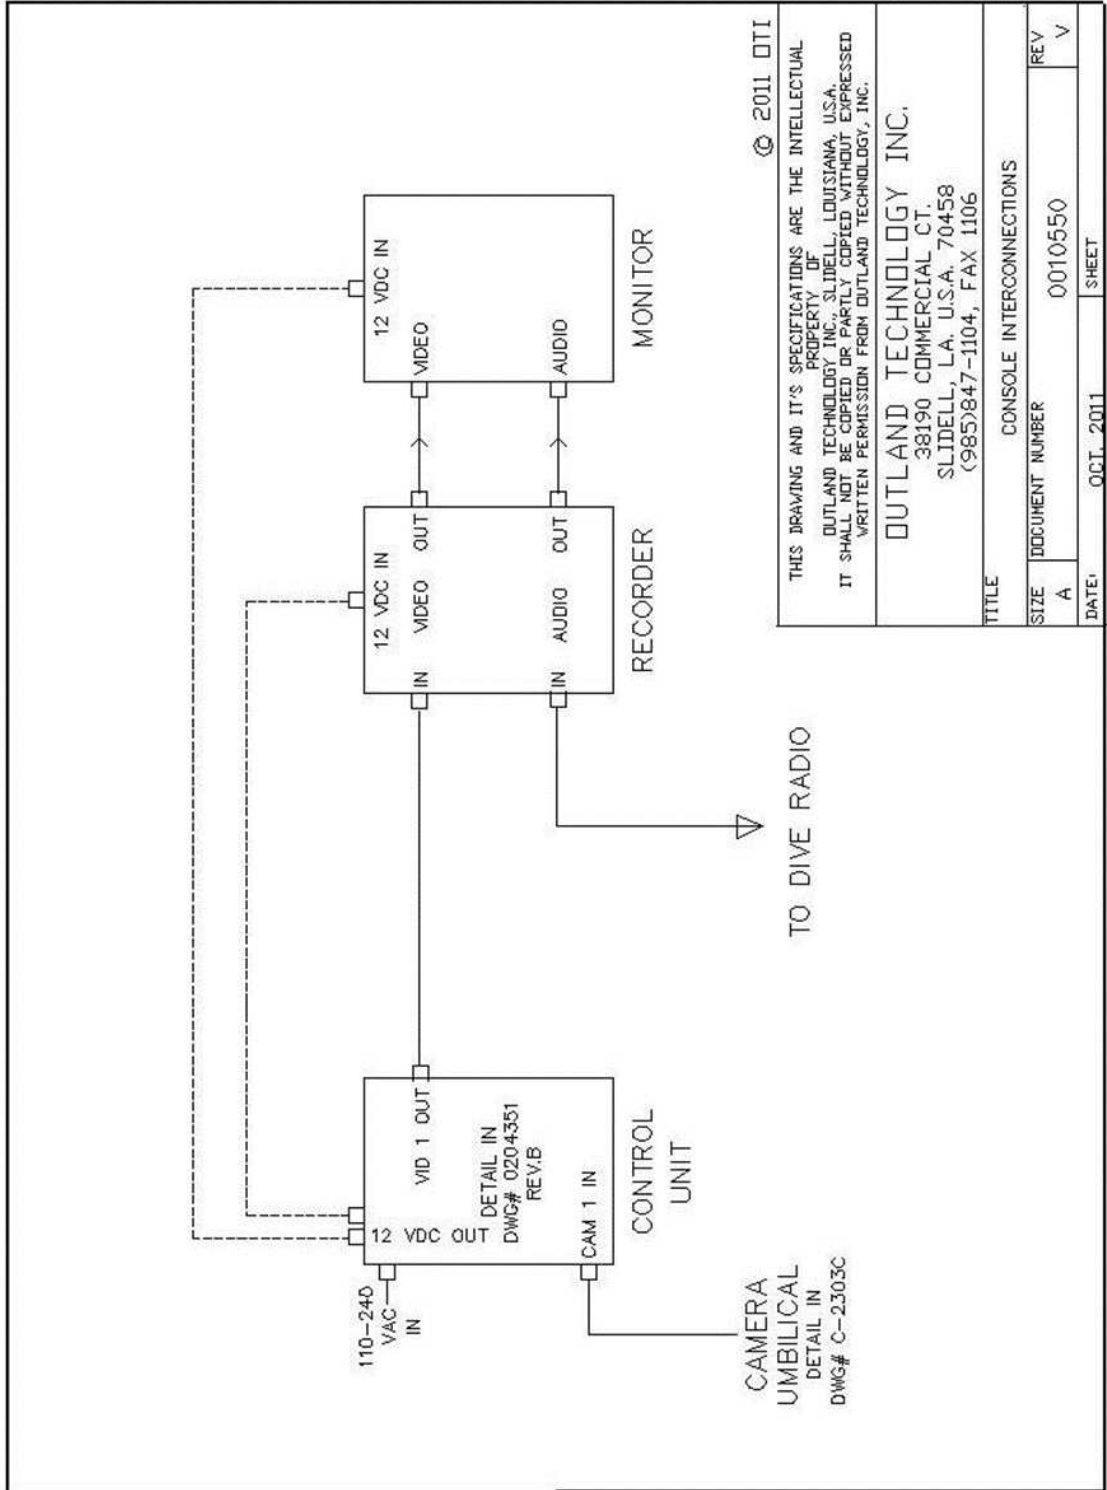 12 VDC IN
VIDEO
AUDIO
MONITOR
12 VDC IN
IN VIDEO OUT
IN AUDIO OUT
RECORDER
110-240
VAC
IN
12 VDC OUT
VID 1 OUT
DETAIL IN
DWG# 0204351
REV.B
CAM 1 IN
CONTROL
UNIT
CAMERA
UMBILICAL
DETAIL IN
DWG# C-2303C
TO DIVE RADIO
© 2011 OTI
THIS DRAWING AND IT'S SPECIFICATIONS ARE THE INTELLECTUAL
PROPERTY OF
OUTLAND TECHNOLOGY INC., SLIDELL, LOUISIANA, U.S.A.
IT SHALL NOT BE COPIED OR PARTLY COPIED WITHOUT EXPRESSED
WRITTEN PERMISSION FROM OUTLAND TECHNOLOGY, INC.
OUTLAND TECHNOLOGY INC.
38190 COMMERCIAL CT.
SLIDELL, LA. U.S.A. 70458
(985)847-1104, FAX 1106
TITLE
CONSOLE INTERCONNECTIONS
SIZE DOCUMENT NUMBER REV
A 0010550 V
DATE: OCT. 2011 SHEET